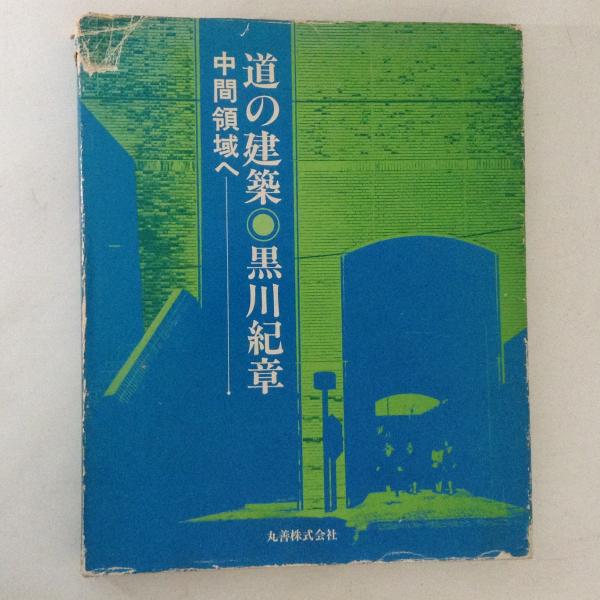 道の建築◎黒川紀章
中間領域へ
丸善株式会社